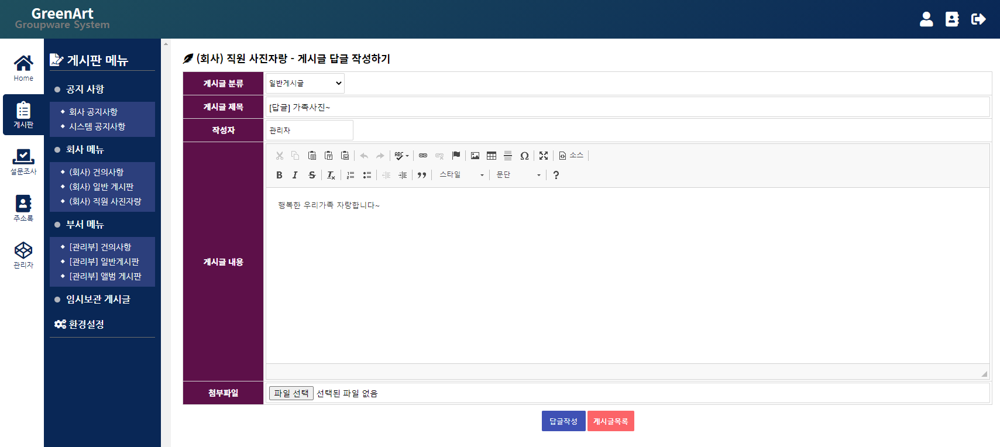 GreenArt
Groupware System
Home
게시판
설문조사
주소록
관리자
게시판 메뉴
공지 사항
회사 공지사항
시스템 공지사항
회사 메뉴
(회사) 건의사항
(회사) 일반 게시판
(회사) 직원 사진자랑
부서 메뉴
[관리부] 건의사항
[관리부] 일반게시판
[관리부] 앨범 게시판
임시보관 게시글
환경설정
(회사) 직원 사진자랑 - 게시글 답글 작성하기
게시글 분류
일반게시글
게시글 제목
[답글] 가족사진~
작성자
관리자
게시글 내용
ABC
Ω
소스
B I S Tx
스타일
문단
?
행복한 우리가족 자랑합니다~
첨부파일
파일 선택 선택된 파일 없음
답글작성
게시글목록